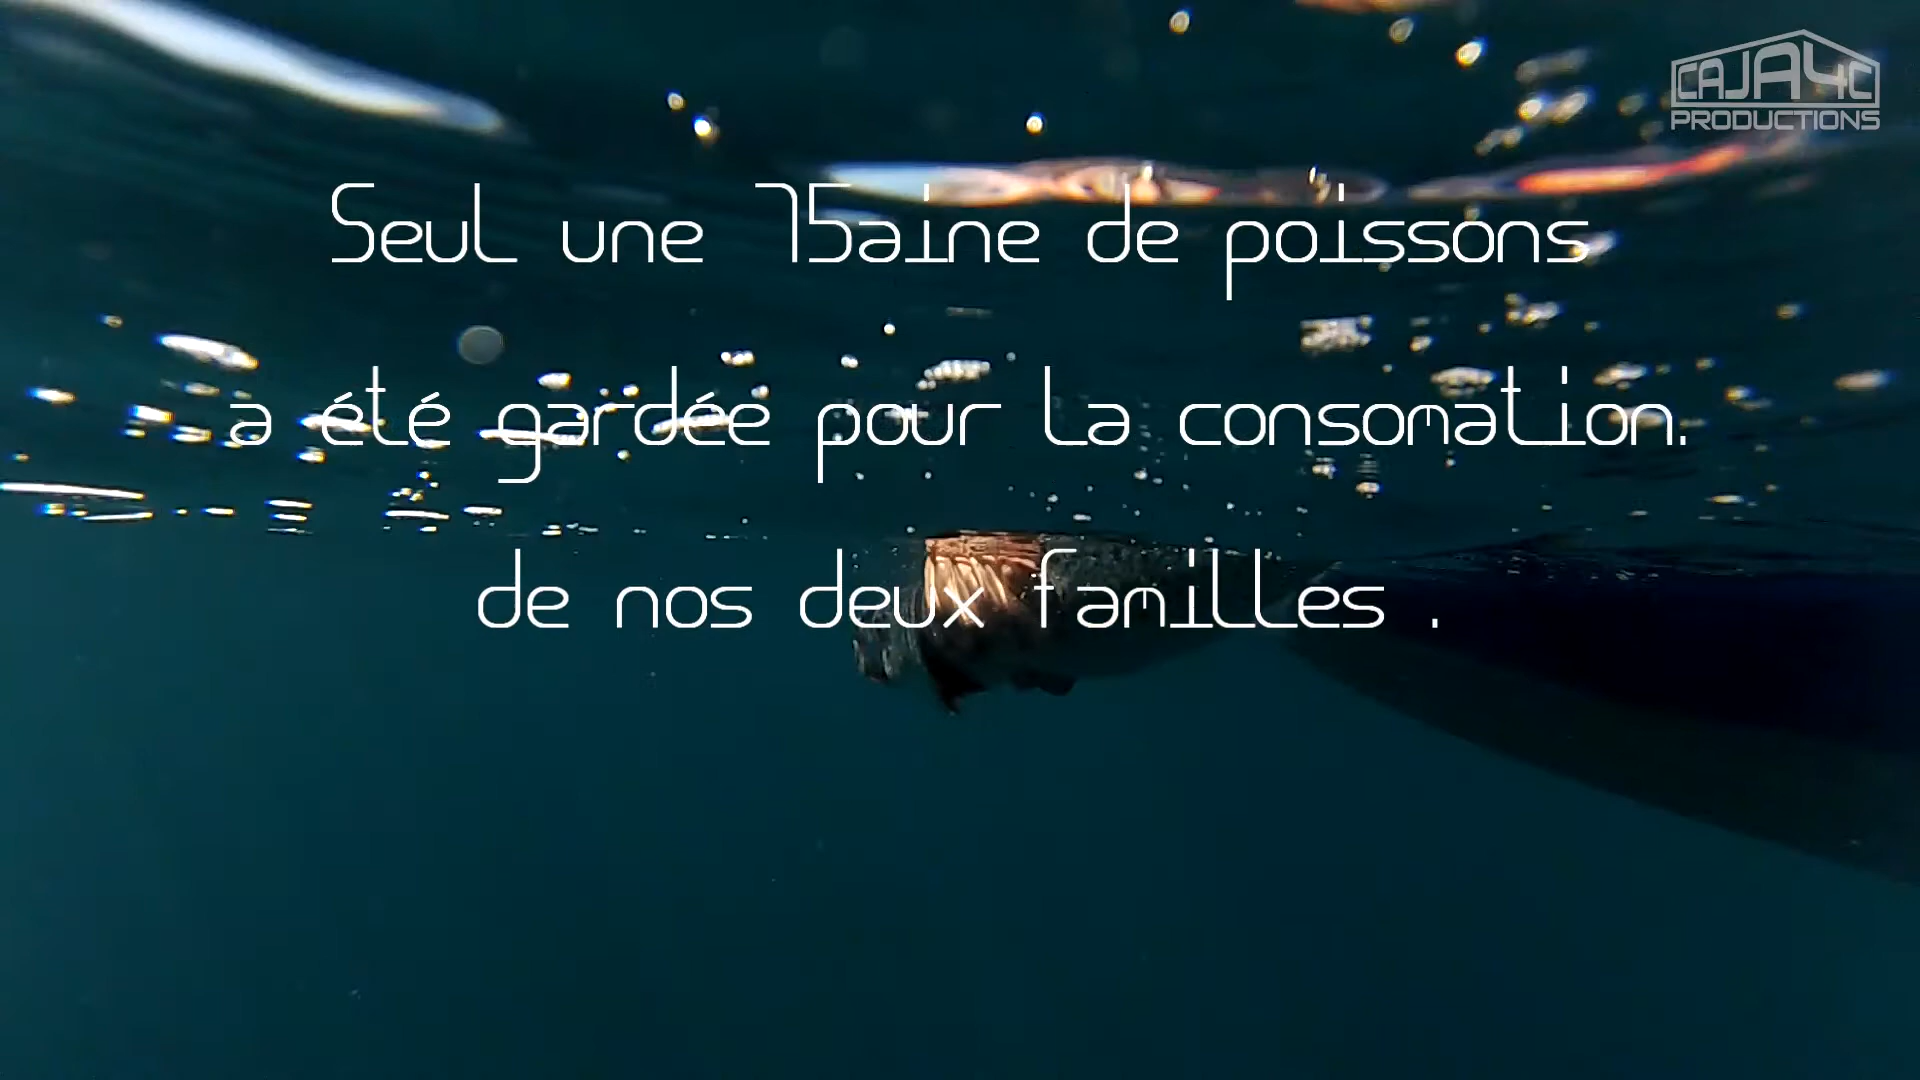 CAJA4C
PRODUCTIONS
Seul une 15aine de poissons
a été gardée pour la consomation.
de nos deux familles .